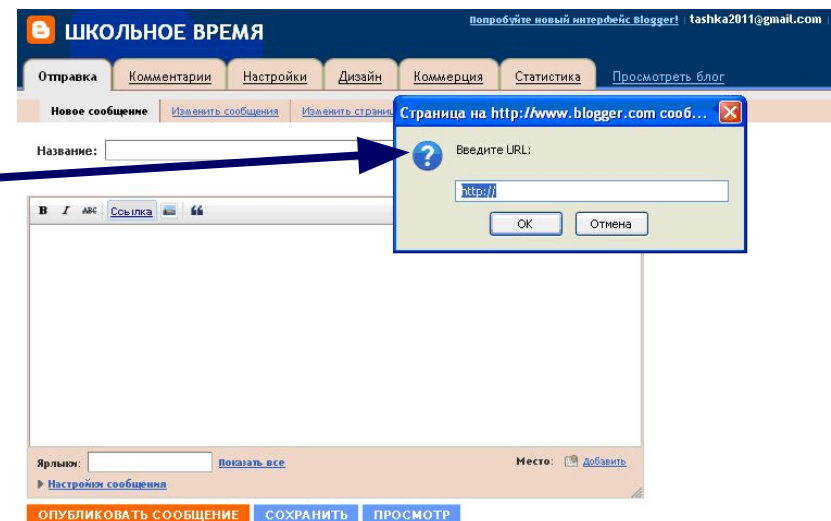 Попробуйте новый интерфейс Blogger! tashka2011@gmail.com
ШКОЛЬНОЕ ВРЕМЯ
Отправка Комментарии Настройки Дизайн Коммерция Статистика Просмотреть блог
Новое сообщение Изменить сообщения Изменить страниц
Страница на http://www.blogger.com сооб...
Введите URL:
http://
OK Отмена
Название:
B I ABC Ссылка
Ярлыки: Показать все Место: Добавить
Настройки сообщения
ОПУБЛИКОВАТЬ СООБЩЕНИЕ СОХРАНИТЬ ПРОСМОТР